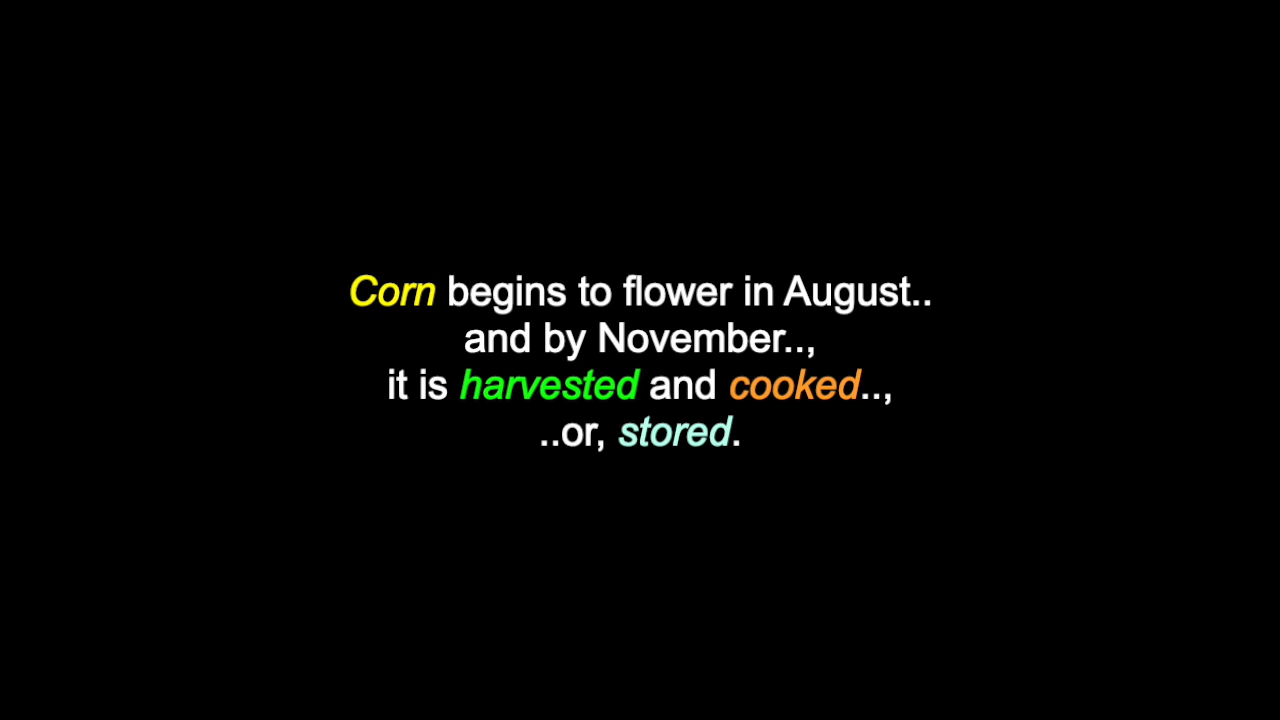 Corn begins to flower in August..
and by November..,
it is harvested and cooked..,
..or, stored.